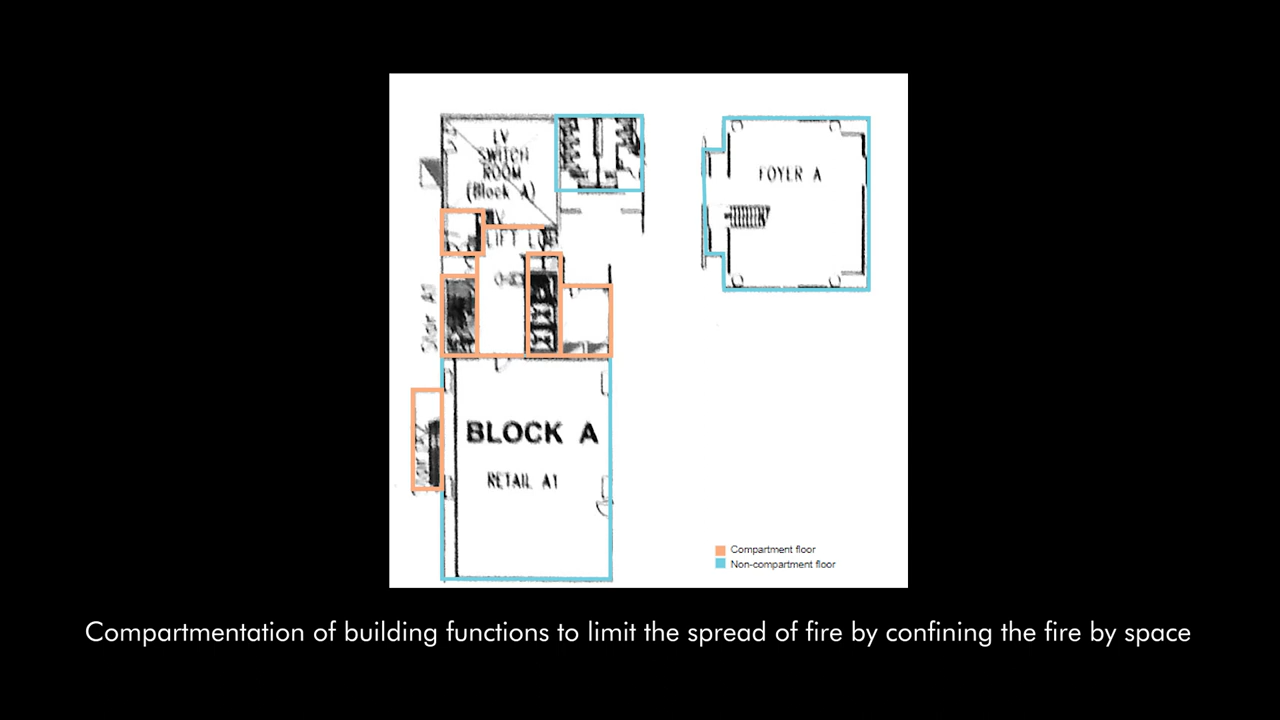 LV
SWITCH
ROOM
(Block A)
FOYER A
LV
LIFT
BLOCK A
RETAIL A1
Compartment floor
Non-compartment floor
Compartmentation of building functions to limit the spread of fire by confining the fire by space